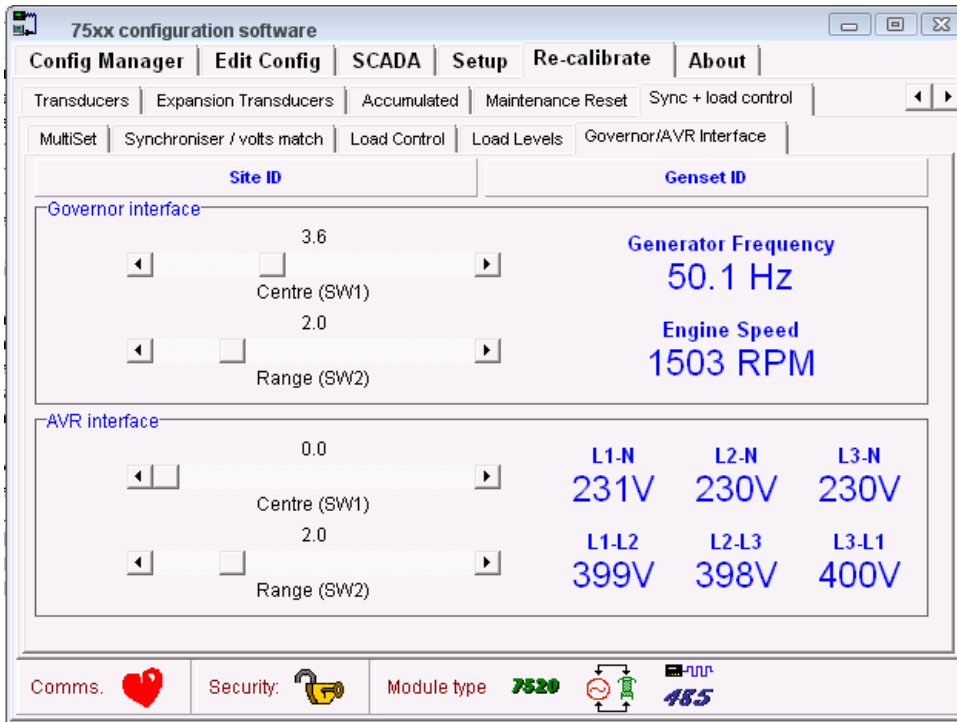 75xx configuration software
Config Manager Edit Config SCADA Setup Re-calibrate About
Transducers Expansion Transducers Accumulated Maintenance Reset Sync + load control
MultiSet Synchroniser / volts match Load Control Load Levels Governor/AVR Interface
Site ID Genset ID
Governor interface
3.6
Centre (SW1)
2.0
Range (SW2)
Generator Frequency
50.1 Hz
Engine Speed
1503 RPM
AVR interface
0.0
Centre (SW1)
2.0
Range (SW2)
L1-N L2-N L3-N
231V 230V 230V
L1-L2 L2-L3 L3-L1
399V 398V 400V
Comms. Security: Module type 7520 485